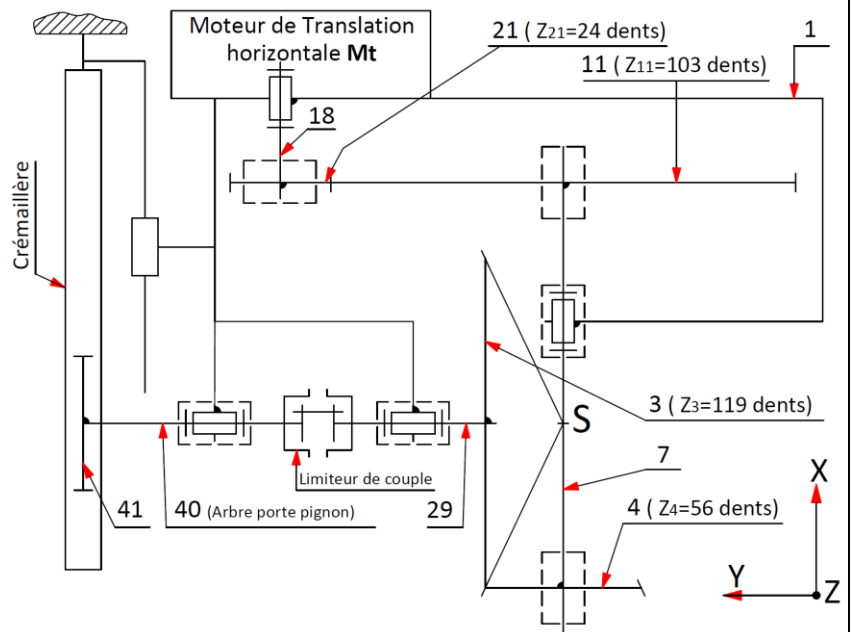 Moteur de Translation
horizontale Mt
21 ( Z21=24 dents)
11 ( Z11=103 dents)
1
18
Crémaillère
S
3 ( Z3=119 dents)
7
Limiteur de couple
41
40 (Arbre porte pignon)
29
4 ( Z4=56 dents)
X
Y
Z